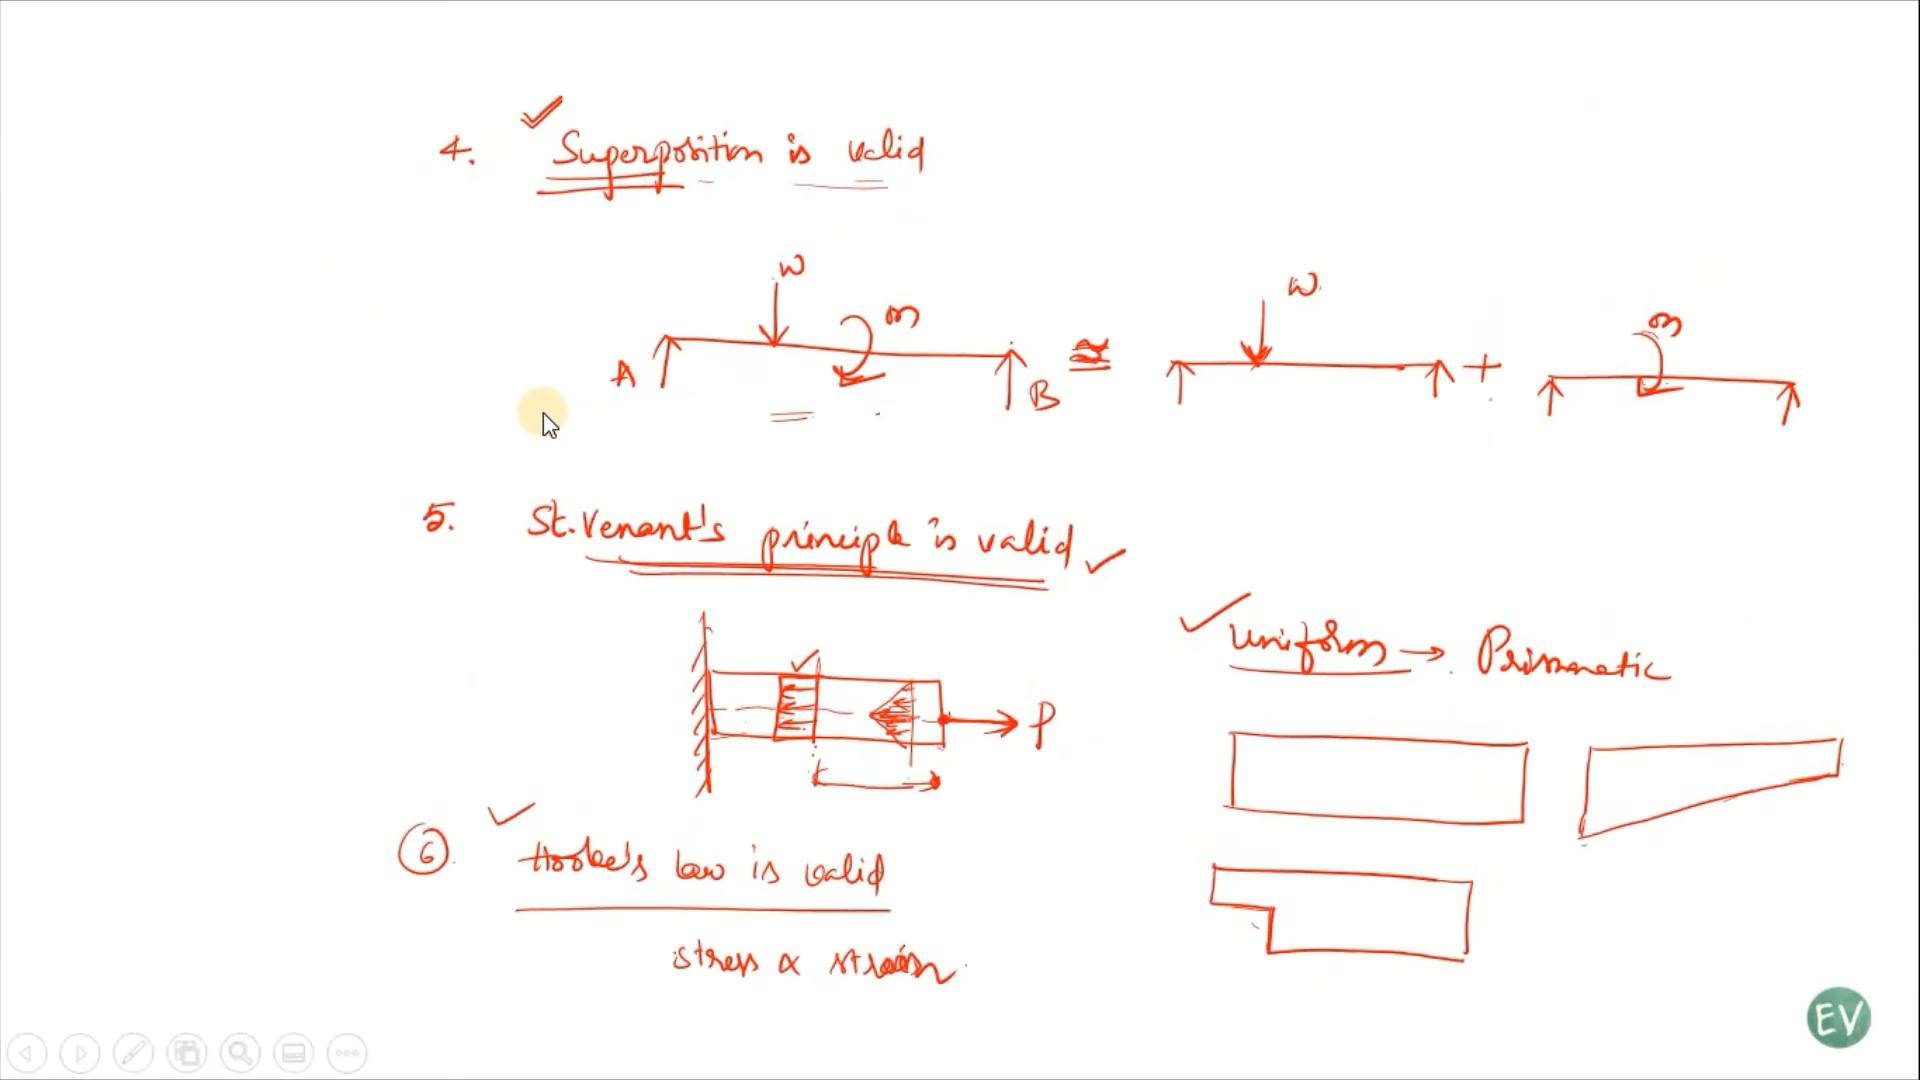 4. Superposition is valid
W
m
A
B
≅
W
+
m
5. St. Venant's principle is valid
P
uniform → Prismatic
6 Hooke's law is valid
stress ∝ strain
EV